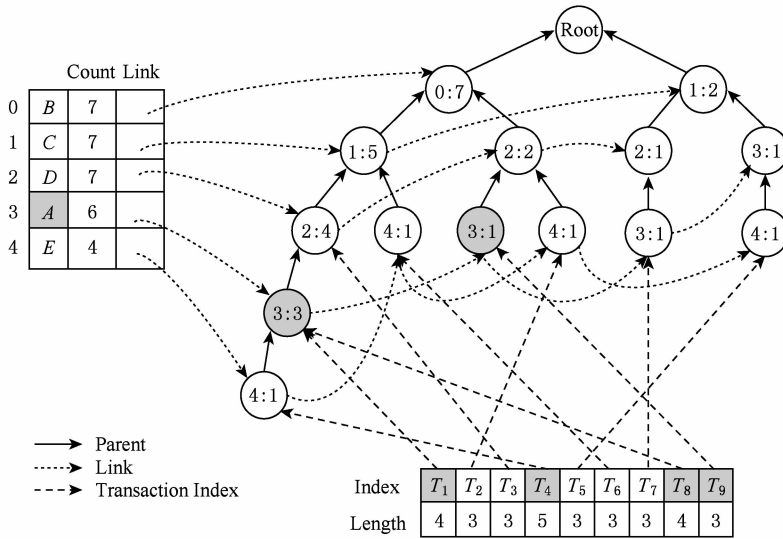 Root
Count Link
0:7
1:2
0 B 7
1 C 7
2 D 7
3 A 6
4 E 4
1:5
2:2
2:1
3:1
2:4
4:1
3:1
4:1
3:1
4:1
3:3
4:1
Parent
Link
Transaction Index
Index T₁ T₂ T₃ T₄ T₅ T₆ T₇ T₈ T₉
Length 4 3 3 5 3 3 3 4 3